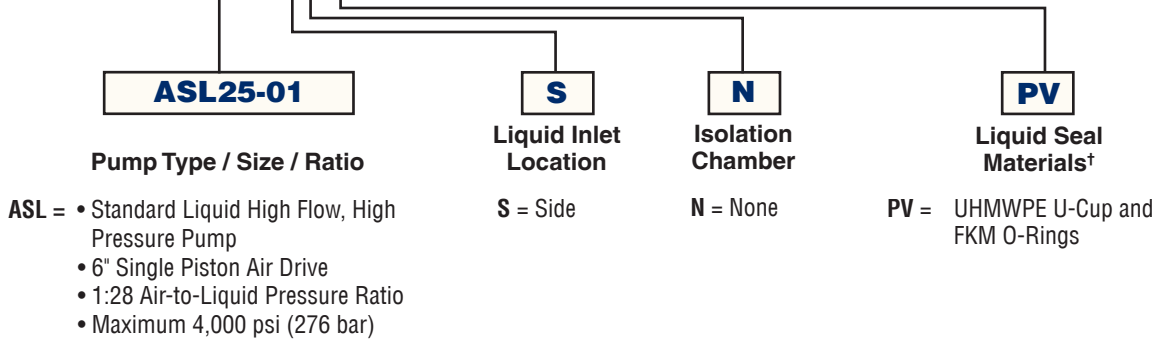 ASL25-01
S
N
PV
Pump Type / Size / Ratio
Liquid Inlet
Location
Isolation
Chamber
Liquid Seal
Materials†
ASL = • Standard Liquid High Flow, High
Pressure Pump
• 6" Single Piston Air Drive
• 1:28 Air-to-Liquid Pressure Ratio
• Maximum 4,000 psi (276 bar)
S = Side
N = None
PV = UHMWPE U-Cup and
FKM O-Rings